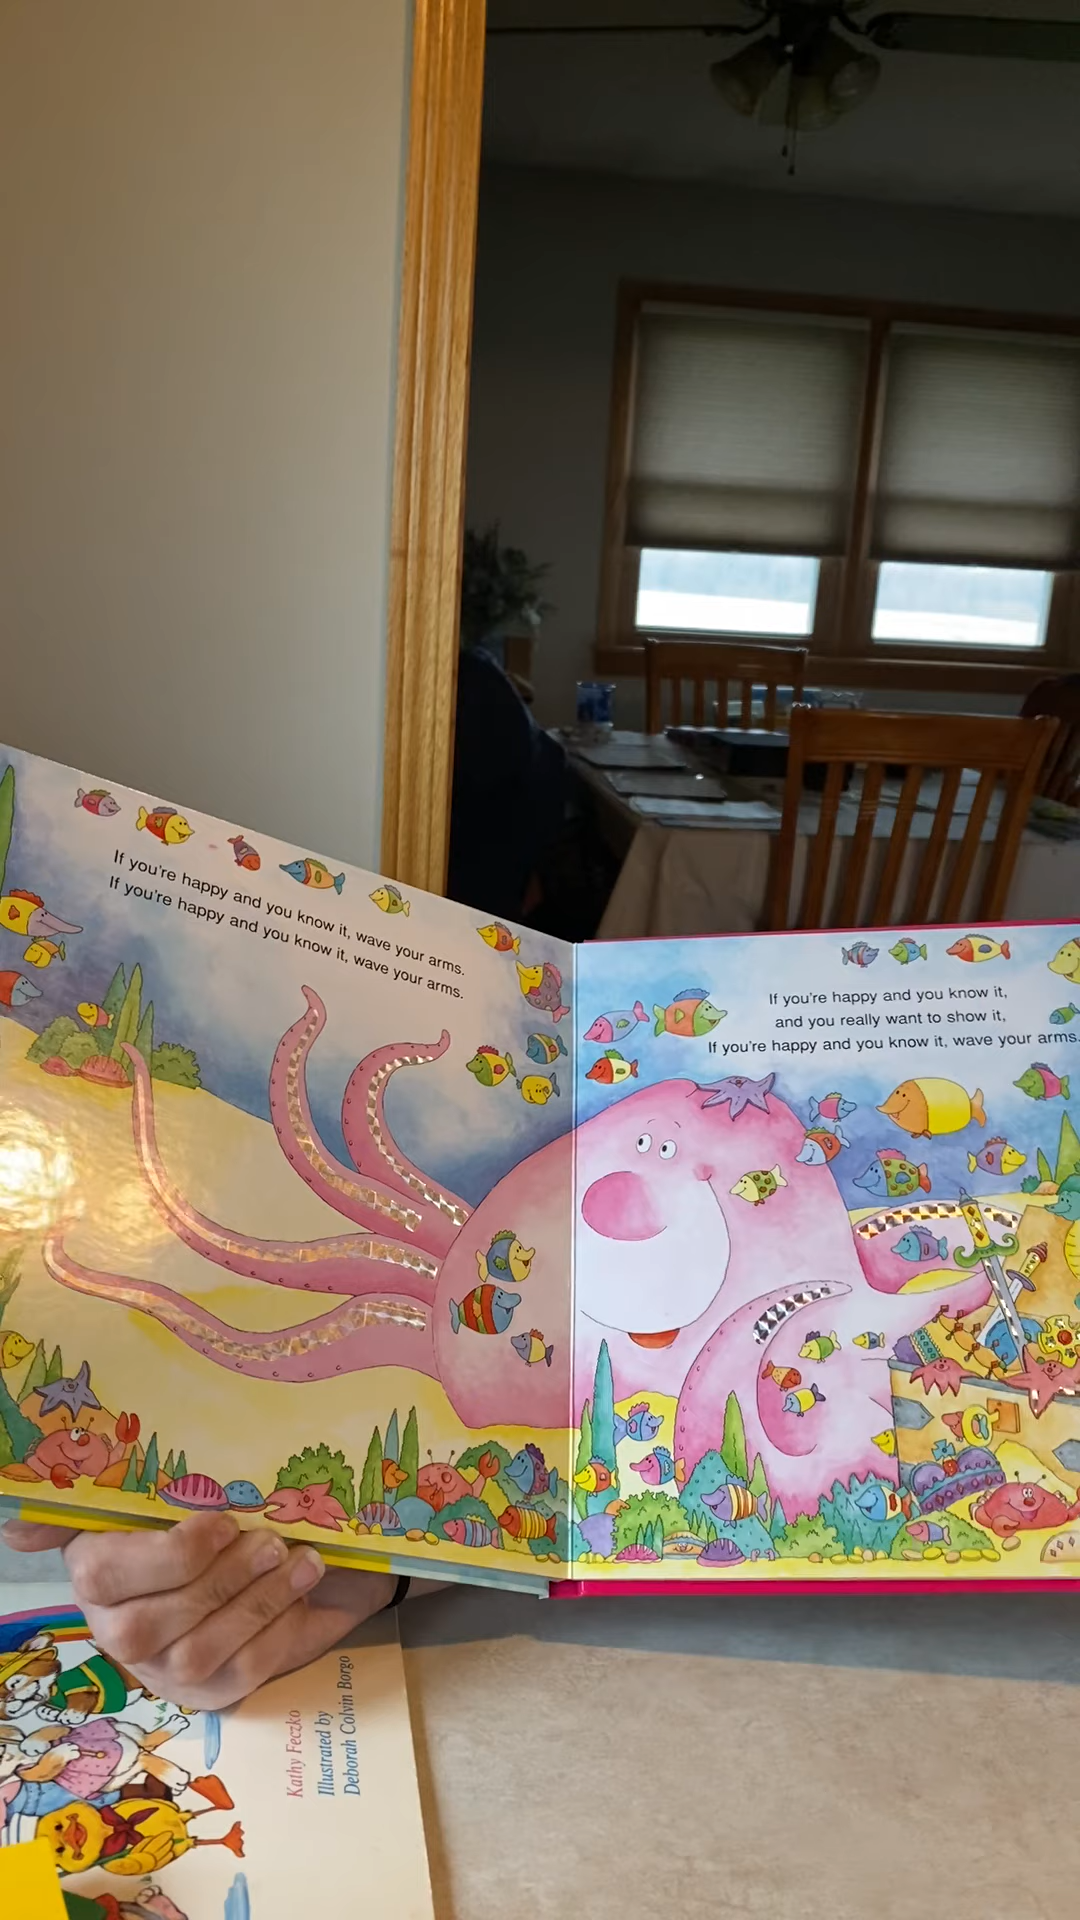 If you're happy and you know it, wave your arms.
If you're happy and you know it, wave your arms.
If you're happy and you know it,
and you really want to show it,
If you're happy and you know it, wave your arms.
Kathy Feczko
Illustrated by
Deborah Colvin Borgo